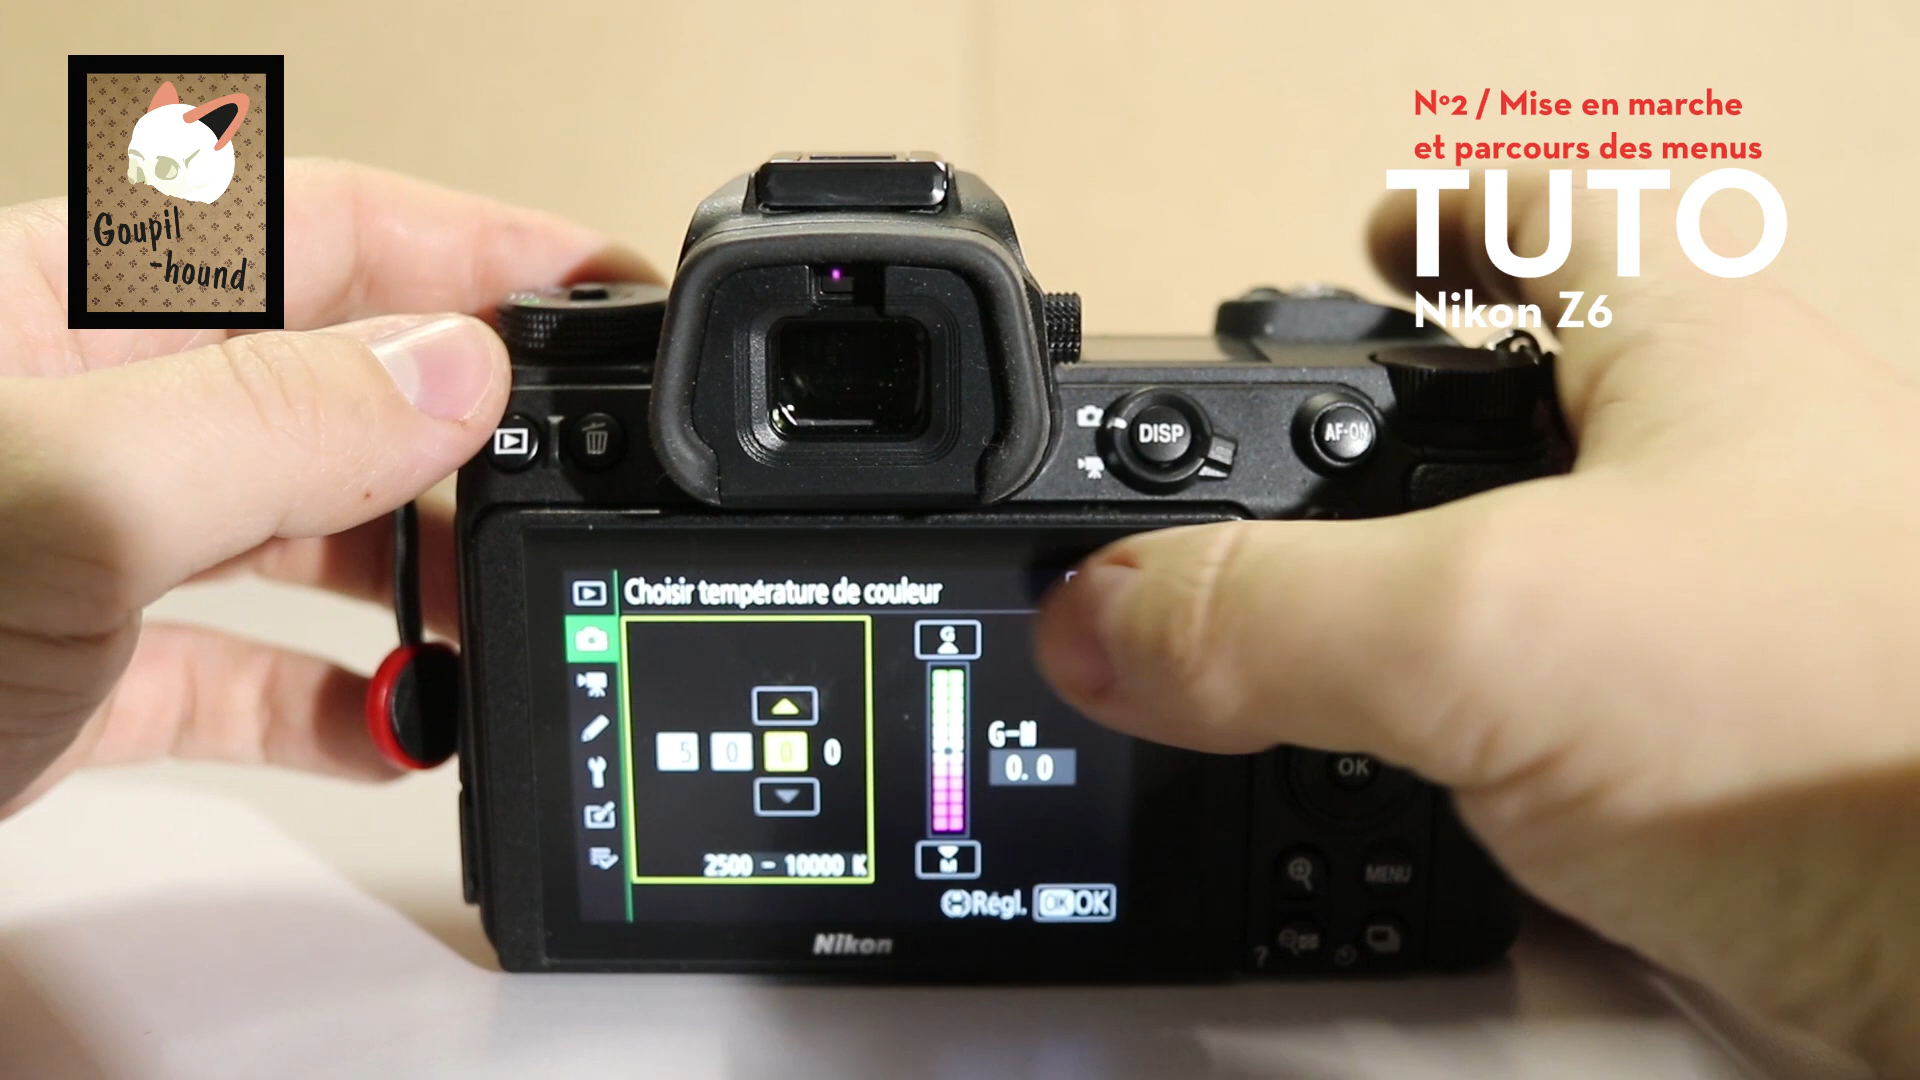 Goupil
-hound
N°2 / Mise en marche
et parcours des menus
TUTO
Nikon Z6
DISP
AF-ON
Choisir température de couleur
G
5 0 0 0
G-M
0.0
2500 - 10000 K
M
Régl. OK OK
Nikon
OK
MENU
?